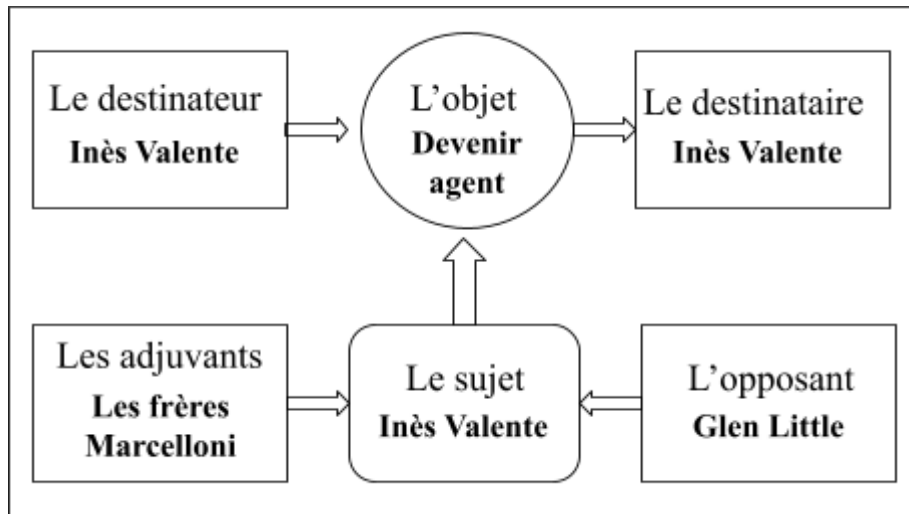 Le destinateur
Inès Valente
L’objet
Devenir
agent
Le destinataire
Inès Valente
Les adjuvants
Les frères
Marcelloni
Le sujet
Inès Valente
L’opposant
Glen Little